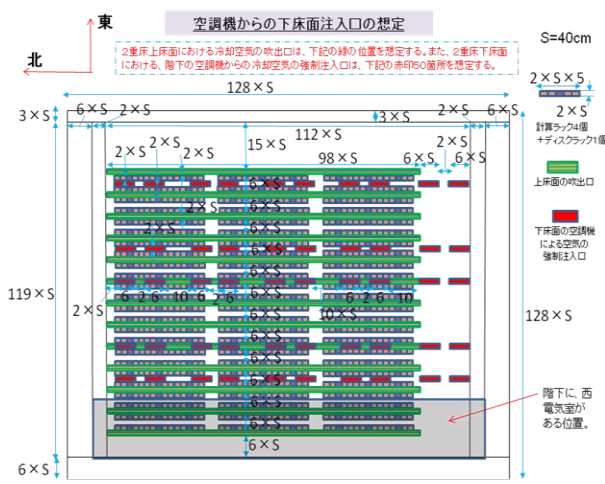 空調機からの下床面注入口の想定
東
北
2重床上床面における冷却空気の吹出口は、下記の緑の位置を想定する。また、2重床下床面
における、階下の空調機からの冷却空気の強制注入口は、下記の赤印50箇所を想定する。
S=40cm
128×S
2×S×5
2×S
計算ラック4個
+ディスクラック1個
上床面の吹出口
下床面の空調機
による空気の
強制注入口
3×S
6×S
2×S
3×S
2×S
6×S
112×S
15×S
98×S
2×S
2×S
2×S
6×S
2×S
6×S
6×S
6×S
2×S
6×S
2×S
6×S
6×S
6×S
2×S
6 2 6 10 6 2 6
6 2 6 10
10×S
6×S
6×S
6×S
6×S
6×S
6×S
6×S
119×S
128×S
6×S
階下に、西
電気室が
ある位置。